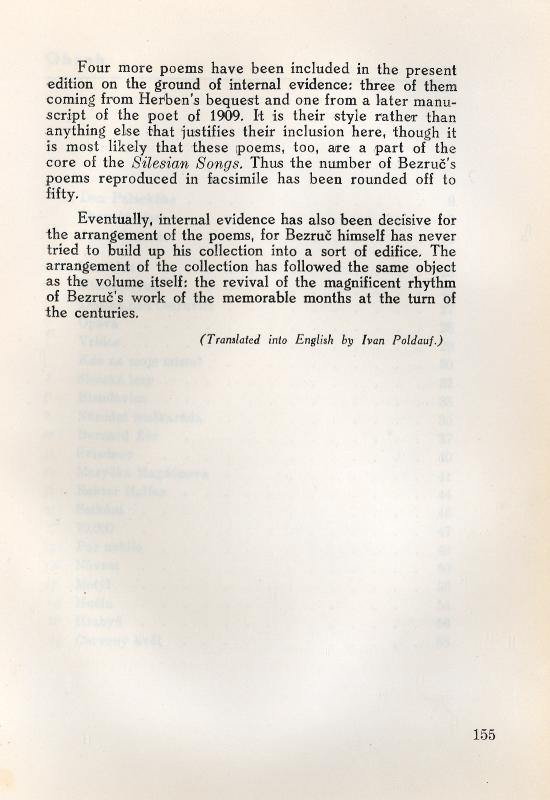 Four more poems have been included in the present
edition on the ground of internal evidence: three of them
coming from Herben's bequest and one from a later manu-
script of the poet of 1909. It is their style rather than
anything else that justifies their inclusion here, though it
is most likely that these poems, too, are a part of the
core of the Silesian Songs. Thus the number of Bezruč's
poems reproduced in facsimile has been rounded off to
fifty.
Eventually, internal evidence has also been decisive for
the arrangement of the poems, for Bezruč himself has never
tried to build up his collection into a sort of edifice. The
arrangement of the collection has followed the same object
as the volume itself: the revival of the magnificent rhythm
of Bezruč's work of the memorable months at the turn of
the centuries.
(Translated into English by Ivan Poldauf.)
155